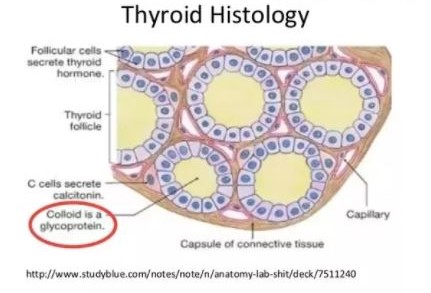 Thyroid Histology
Follicular cells
secrete thyroid
hormone.
Thyroid
follicle
C cells secrete
calcitonin.
Colloid is a
glycoprotein.
Capillary
Capsule of connective tissue
http://www.studyblue.com/notes/note/n/anatomy-lab-shit/deck/7511240